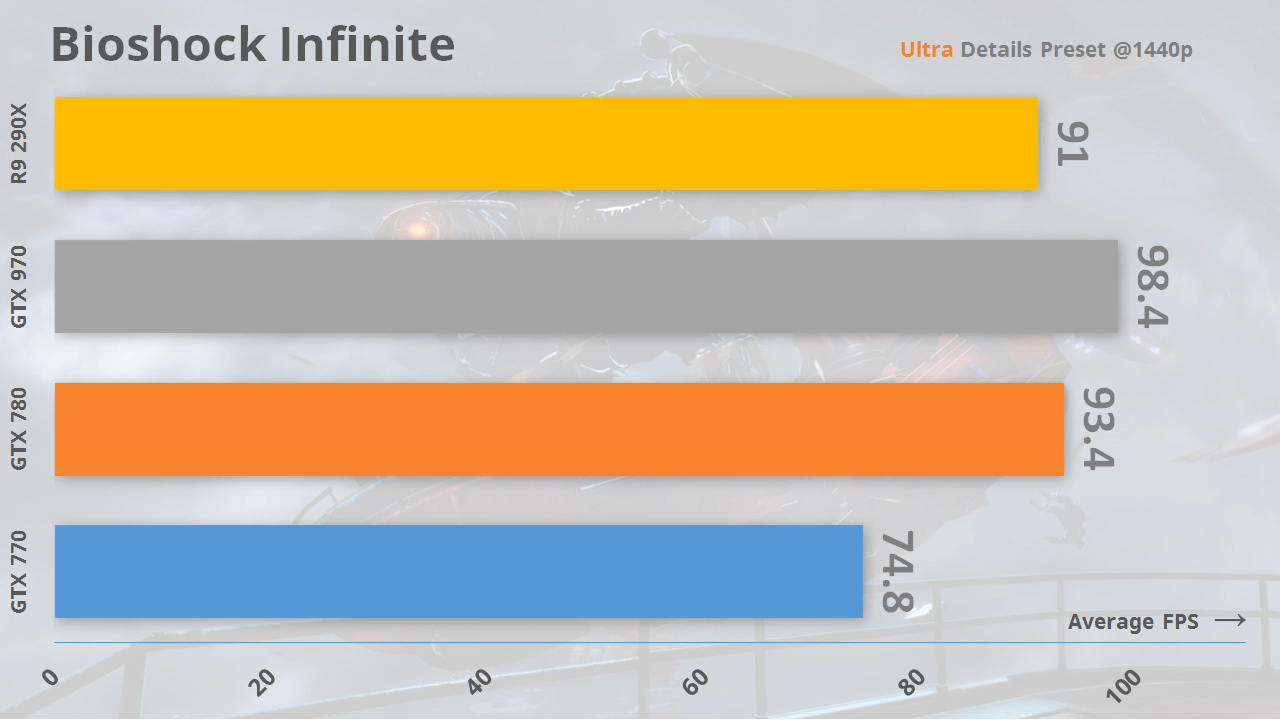 Bioshock Infinite
Ultra Details Preset @1440p
R9 290X
91
GTX 970
98.4
GTX 780
93.4
GTX 770
74.8
Average FPS →
0 20 40 60 80 100